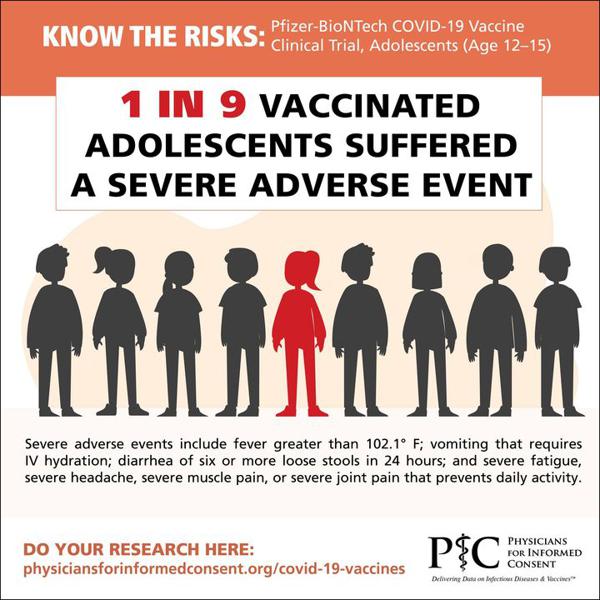 KNOW THE RISKS: Pfizer-BioNTech COVID-19 Vaccine
Clinical Trial, Adolescents (Age 12–15)
1 IN 9 VACCINATED
ADOLESCENTS SUFFERED
A SEVERE ADVERSE EVENT
Severe adverse events include fever greater than 102.1° F; vomiting that requires
IV hydration; diarrhea of six or more loose stools in 24 hours; and severe fatigue,
severe headache, severe muscle pain, or severe joint pain that prevents daily activity.
DO YOUR RESEARCH HERE:
physiciansforinformedconsent.org/covid-19-vaccines
PIC
PHYSICIANS
FOR INFORMED
CONSENT
Delivering Data on Infectious Diseases & Vaccines™